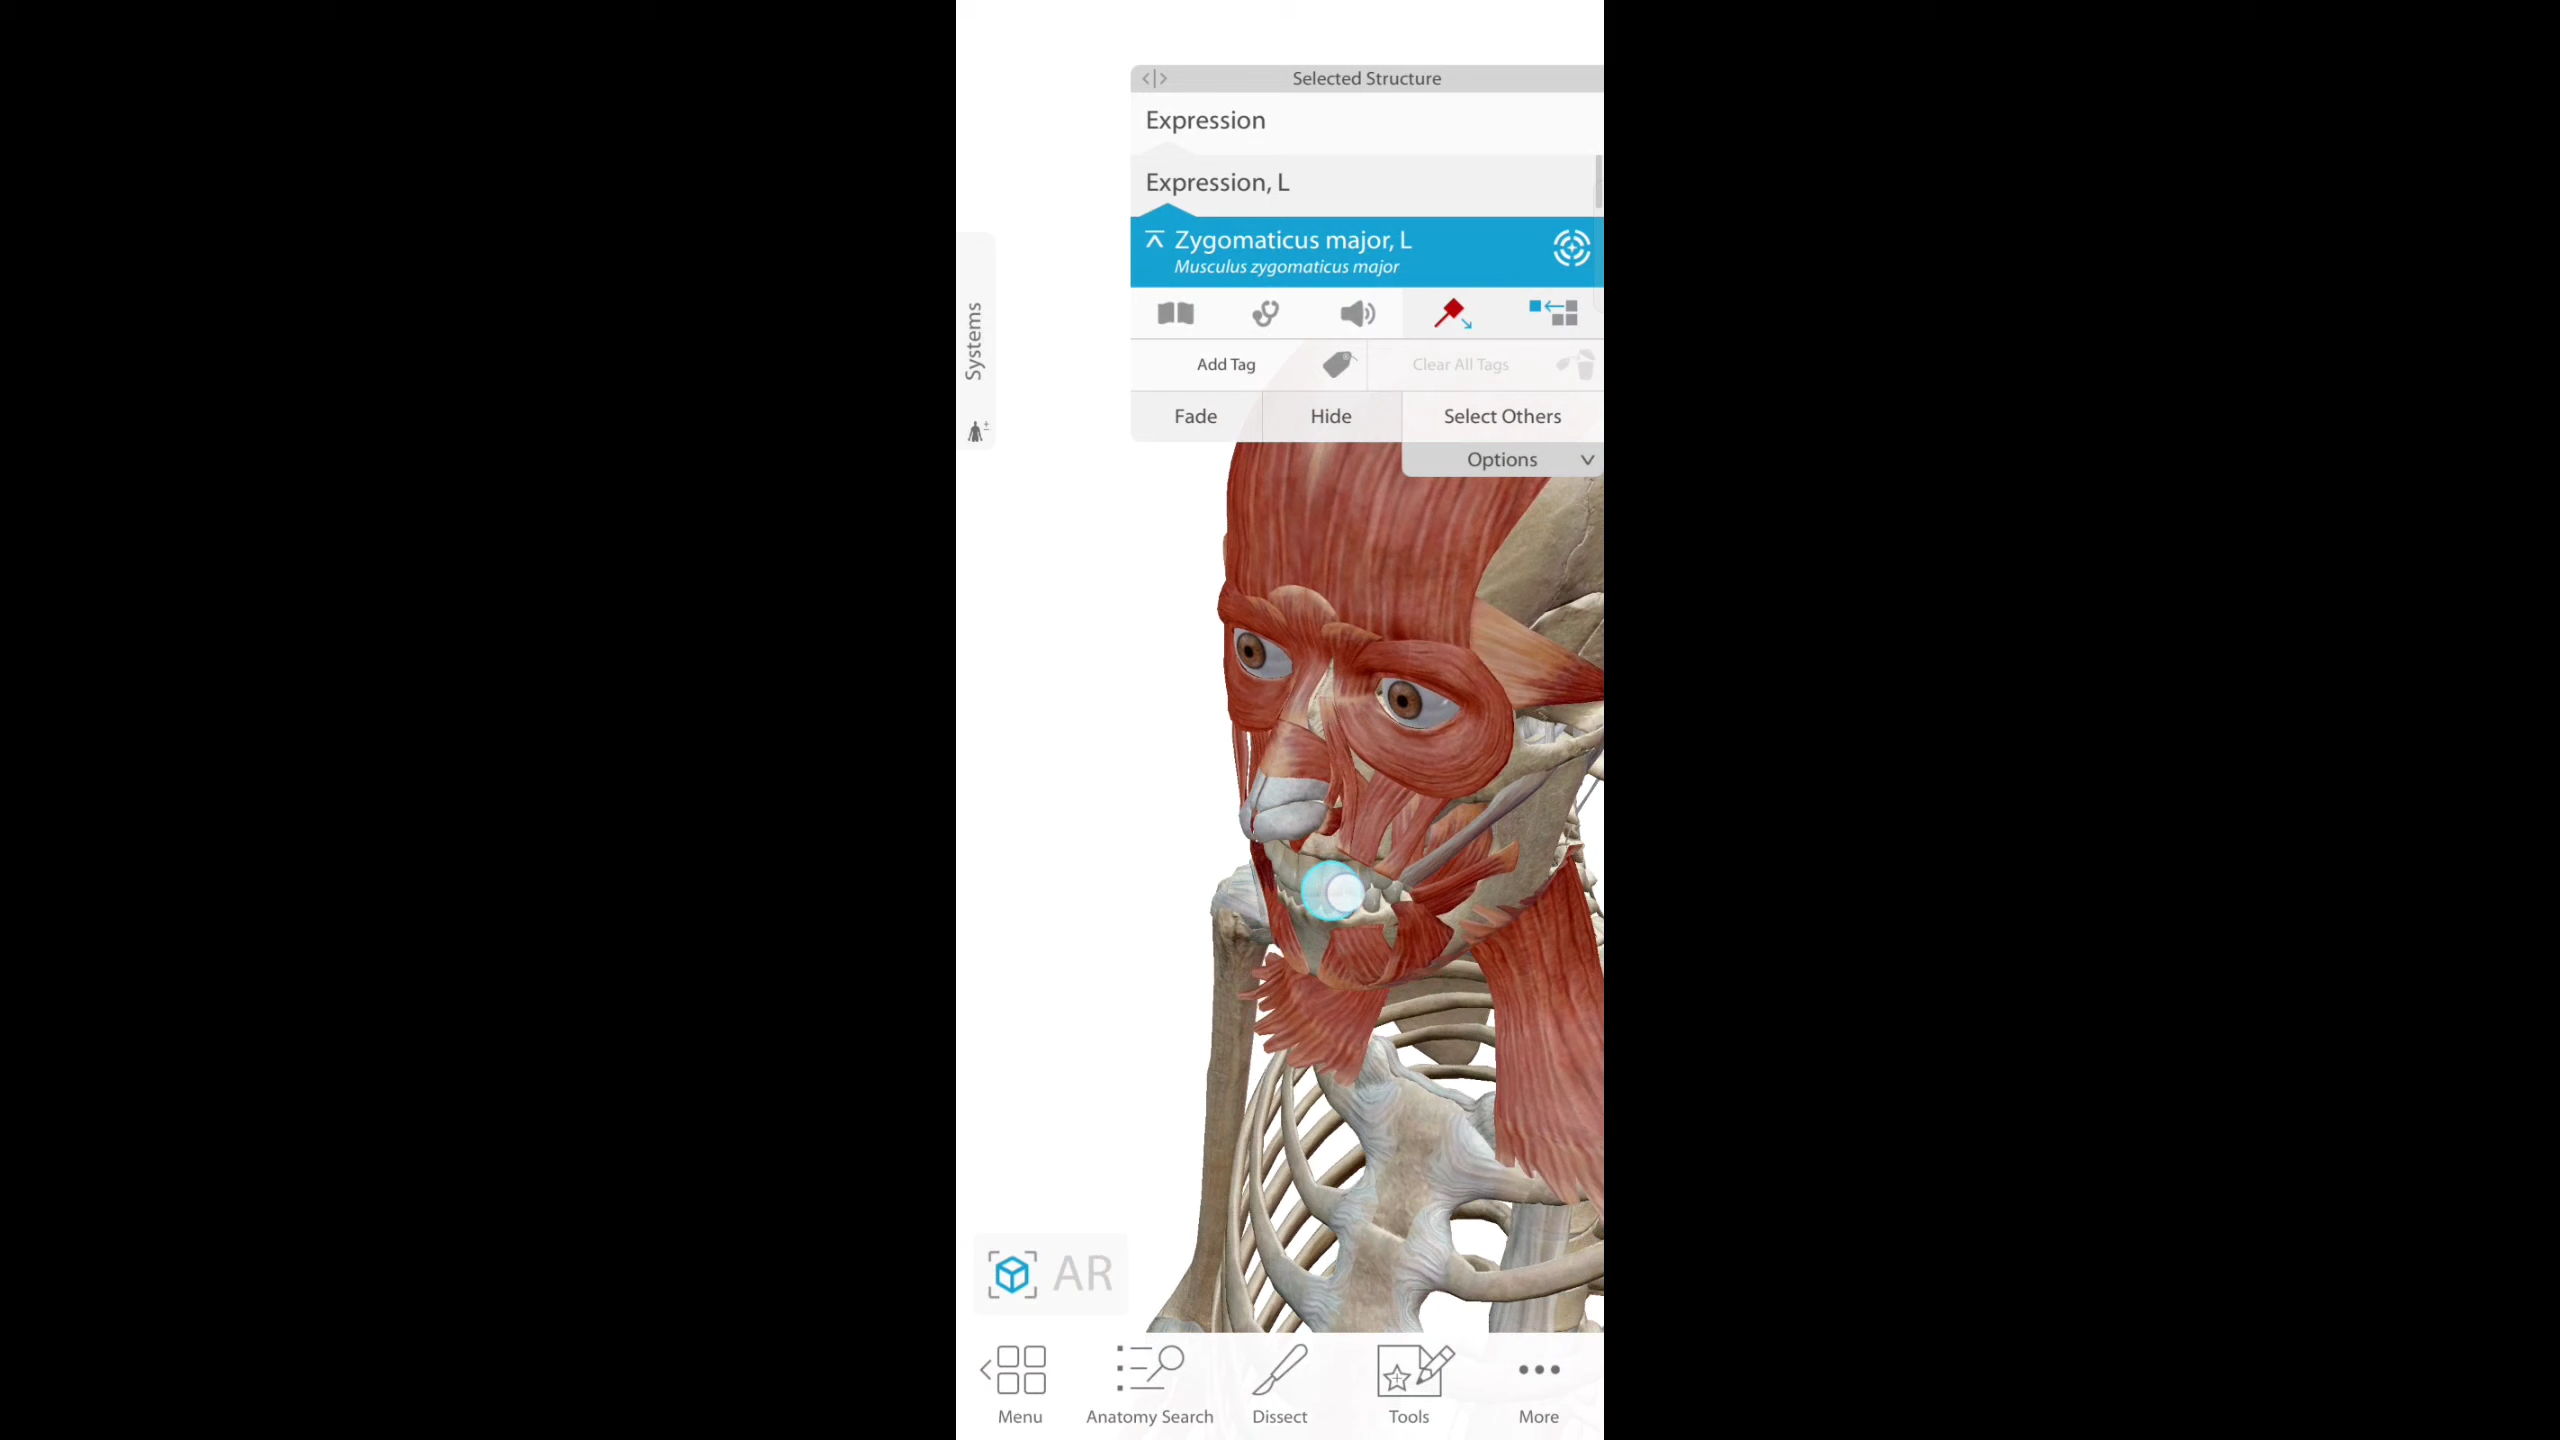 Selected Structure
Expression
Expression, L
Zygomaticus major, L
Musculus zygomaticus major
Add Tag
Clear All Tags
Fade
Hide
Select Others
Options
Systems
AR
Menu
Anatomy Search
Dissect
Tools
More